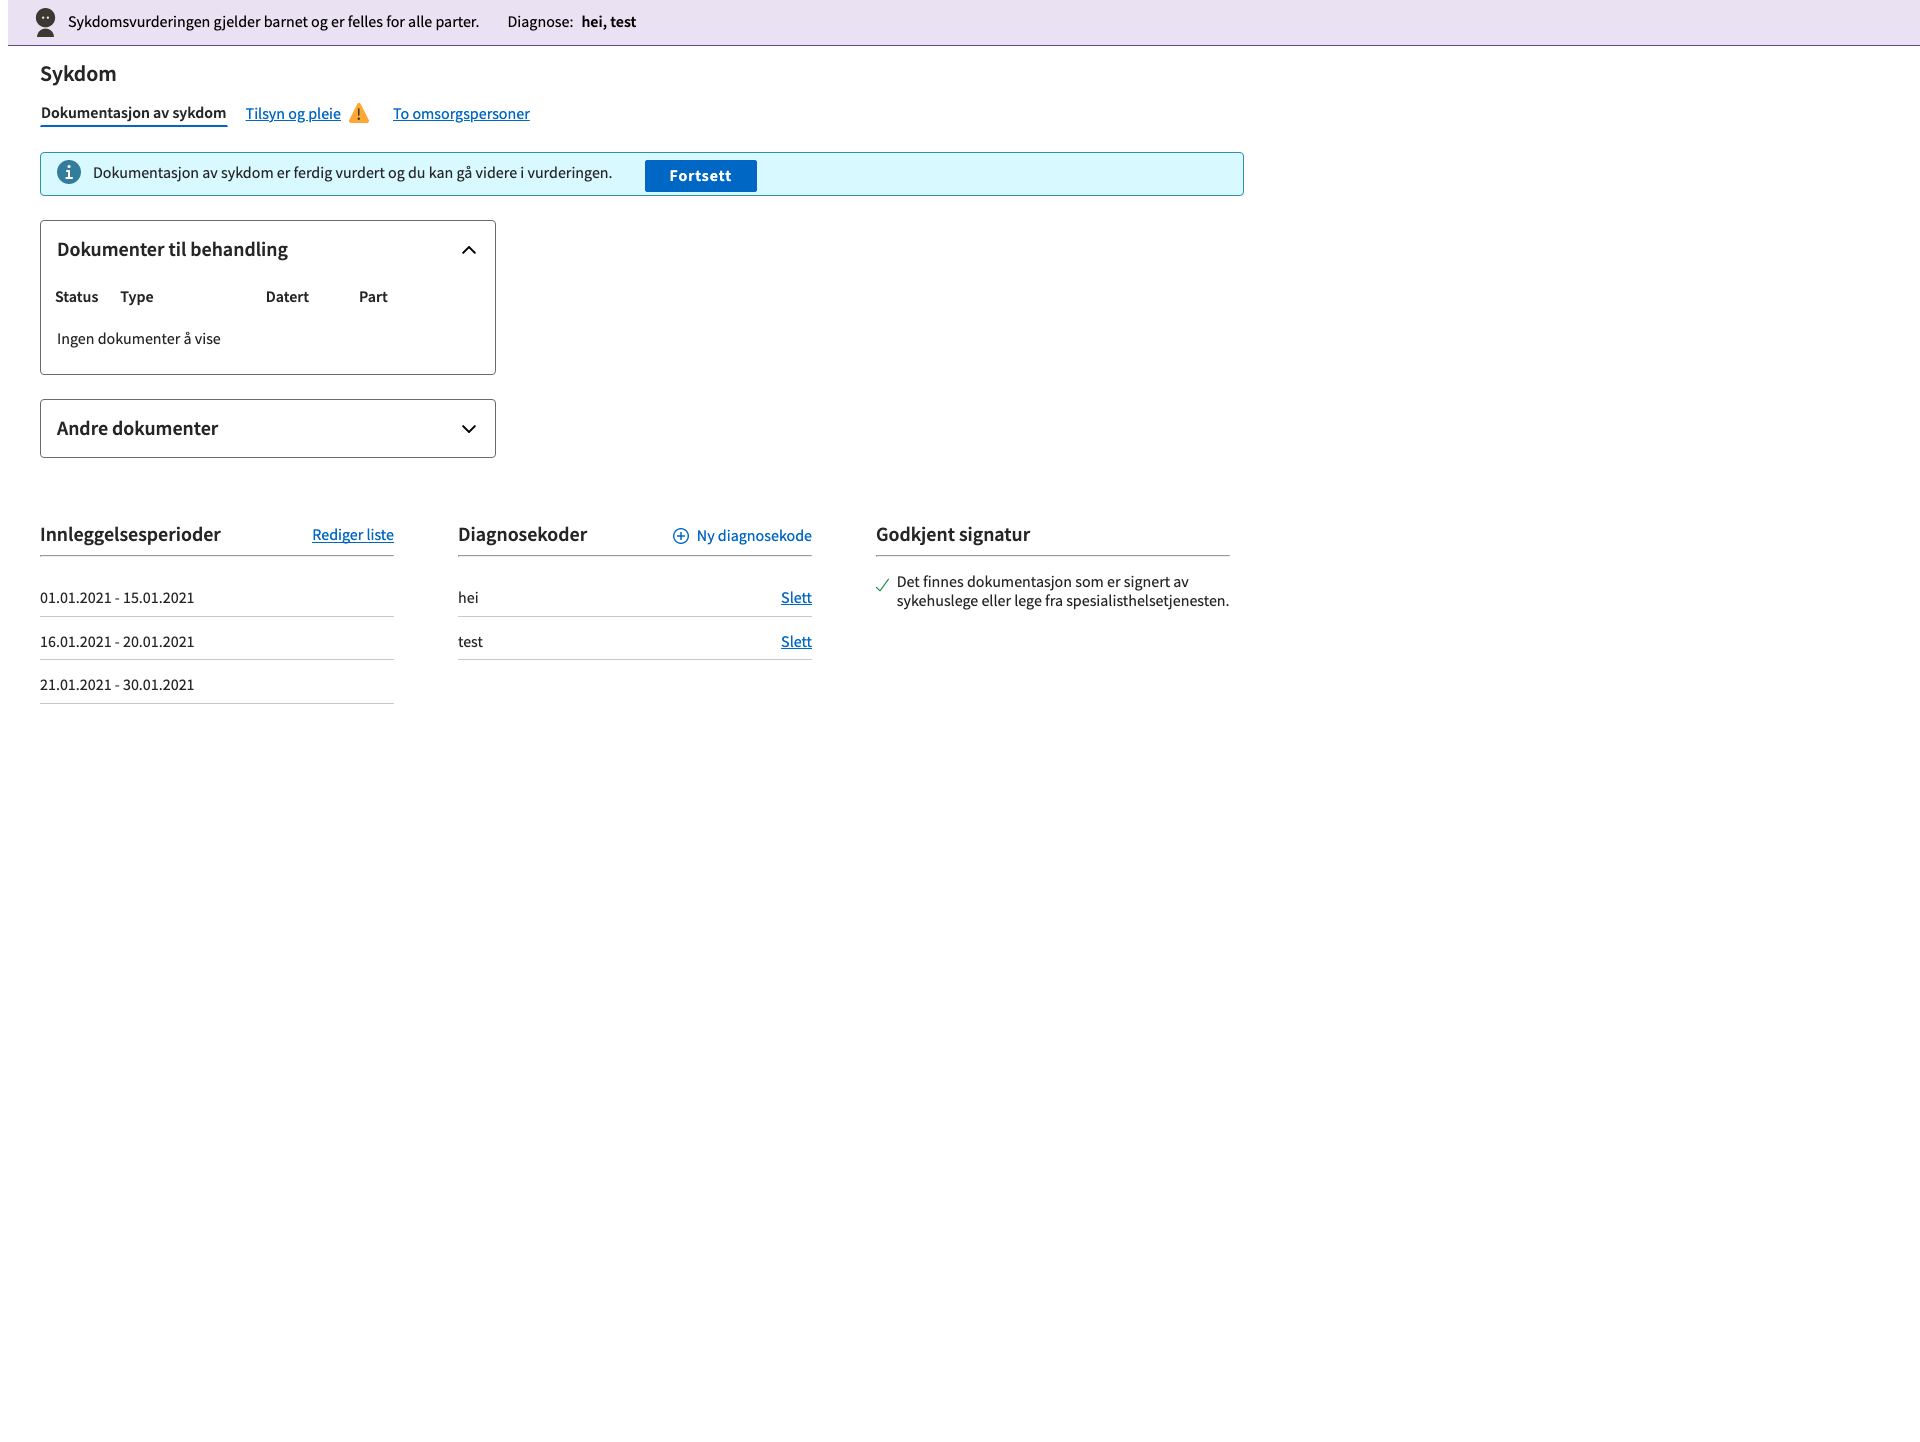 Sykdomsvurderingen gjelder barnet og er felles for alle parter. Diagnose: hei, test
Sykdom
Dokumentasjon av sykdom Tilsyn og pleie To omsorgspersoner
Dokumentasjon av sykdom er ferdig vurdert og du kan gå videre i vurderingen. Fortsett
Dokumenter til behandling
Status Type Datert Part
Ingen dokumenter å vise
Andre dokumenter
Innleggelsesperioder Rediger liste
01.01.2021 - 15.01.2021
16.01.2021 - 20.01.2021
21.01.2021 - 30.01.2021
Diagnosekoder Ny diagnosekode
hei Slett
test Slett
Godkjent signatur
Det finnes dokumentasjon som er signert av
sykehuslege eller lege fra spesialisthelsetjenesten.